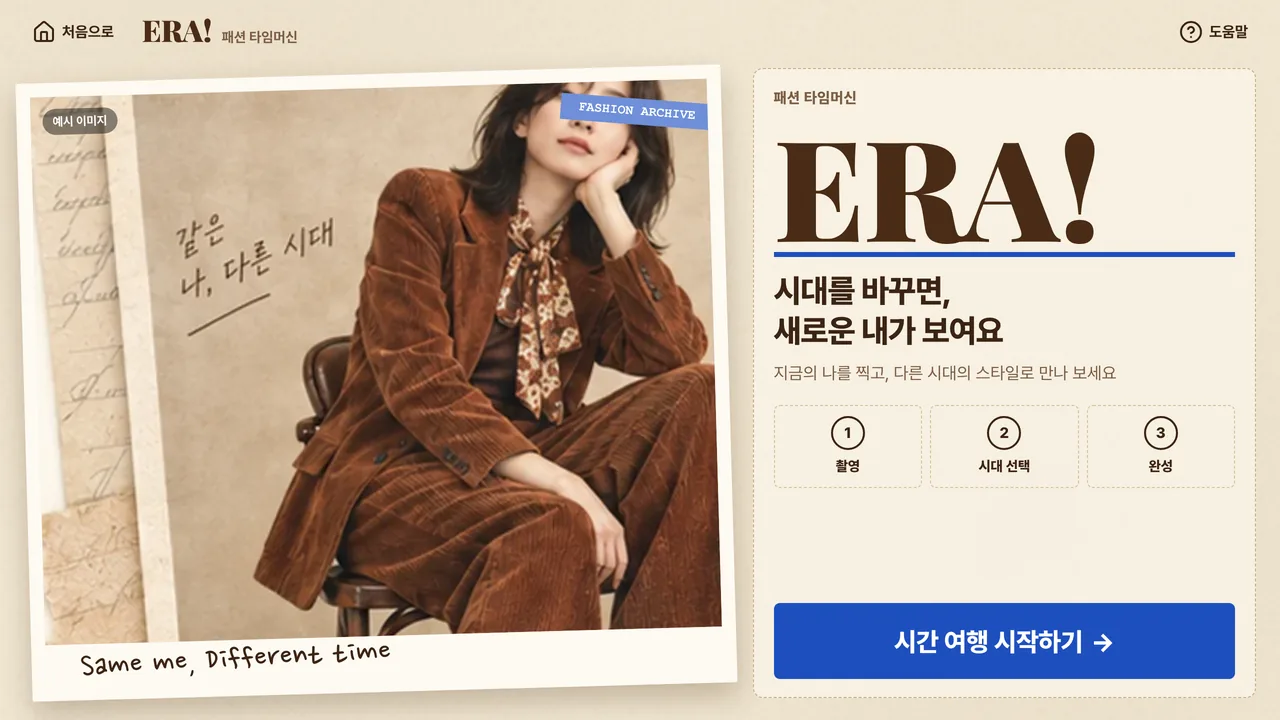 처음으로
ERA! 패션 타임머신
도움말
예시 이미지
FASHION ARCHIVE
같은
나, 다른 시대
Same me, Different time
패션 타임머신
ERA!
시대를 바꾸면,
새로운 내가 보여요
지금의 나를 찍고, 다른 시대의 스타일로 만나 보세요
1
촬영
2
시대 선택
3
완성
시간 여행 시작하기 →